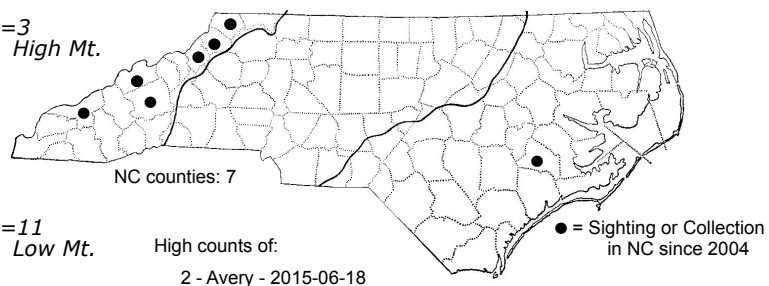 =3
High Mt.
NC counties: 7
=11
Low Mt.
High counts of:
2 - Avery - 2015-06-18
● = Sighting or Collection
in NC since 2004